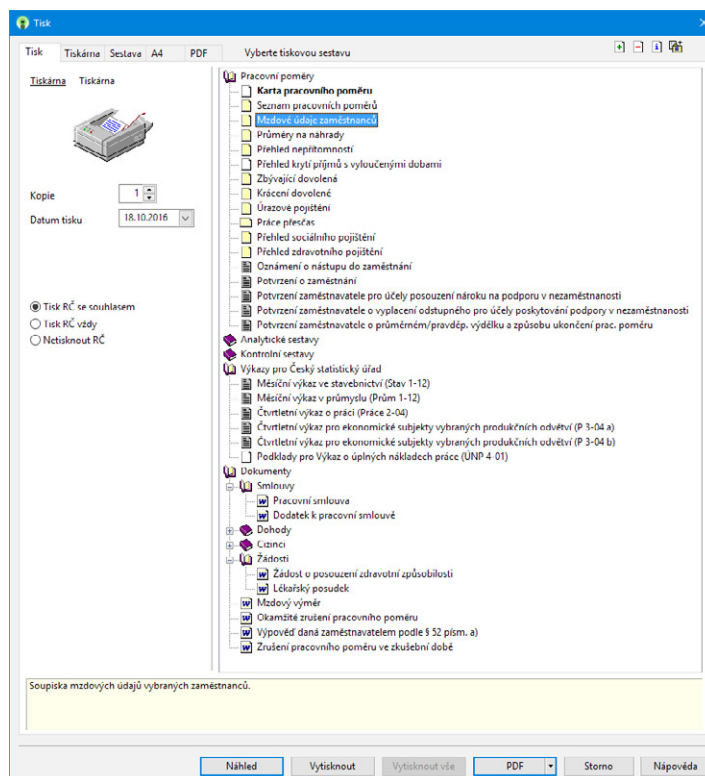 Tisk
Tisk Tiskárna Sestava A4 PDF Vyberte tiskovou sestavu
Tiskárna Tiskárna
Kopie 1
Datum tisku 18.10.2016
Tisk RČ se souhlasem
Tisk RČ vždy
Netisknout RČ
Pracovní poměry
Karta pracovního poměru
Seznam pracovních poměrů
Mzdové údaje zaměstnanců
Průměry na náhrady
Přehled nepřítomností
Přehled krytí příjmů s vyloučenými dobami
Zbývající dovolená
Krácení dovolené
Úrazové pojištění
Práce přesčas
Přehled sociálního pojištění
Přehled zdravotního pojištění
Oznámení o nástupu do zaměstnání
Potvrzení o zaměstnání
Potvrzení zaměstnavatele pro účely posouzení nároku na podporu v nezaměstnanosti
Potvrzení zaměstnavatele o vyplacení odstupného pro účely poskytování podpory v nezaměstnanosti
Potvrzení zaměstnavatele o průměrném/pravděp. výdělku a způsobu ukončení prac. poměru
Analytické sestavy
Kontrolní sestavy
Výkazy pro Český statistický úřad
Měsíční výkaz ve stavebnictví (Stav 1-12)
Měsíční výkaz v průmyslu (Prům 1-12)
Čtvrtletní výkaz o práci (Práce 2-04)
Čtvrtletní výkaz pro ekonomické subjekty vybraných produkčních odvětví (P 3-04 a)
Čtvrtletní výkaz pro ekonomické subjekty vybraných produkčních odvětví (P 3-04 b)
Podklady pro Výkaz o úplných nákladech práce (ÚNP 4-01)
Dokumenty
Smlouvy
Pracovní smlouva
Dodatek k pracovní smlouvě
Dohody
Cizinci
Žádosti
Žádost o posouzení zdravotní způsobilosti
Lékařský posudek
Mzdový výměr
Okamžité zrušení pracovního poměru
Výpověď daná zaměstnavatelem podle § 52 písm. a)
Zrušení pracovního poměru ve zkušební době
Soupiska mzdových údajů vybraných zaměstnanců.
Náhled Vytisknout Vytisknout vše PDF Storno Nápověda